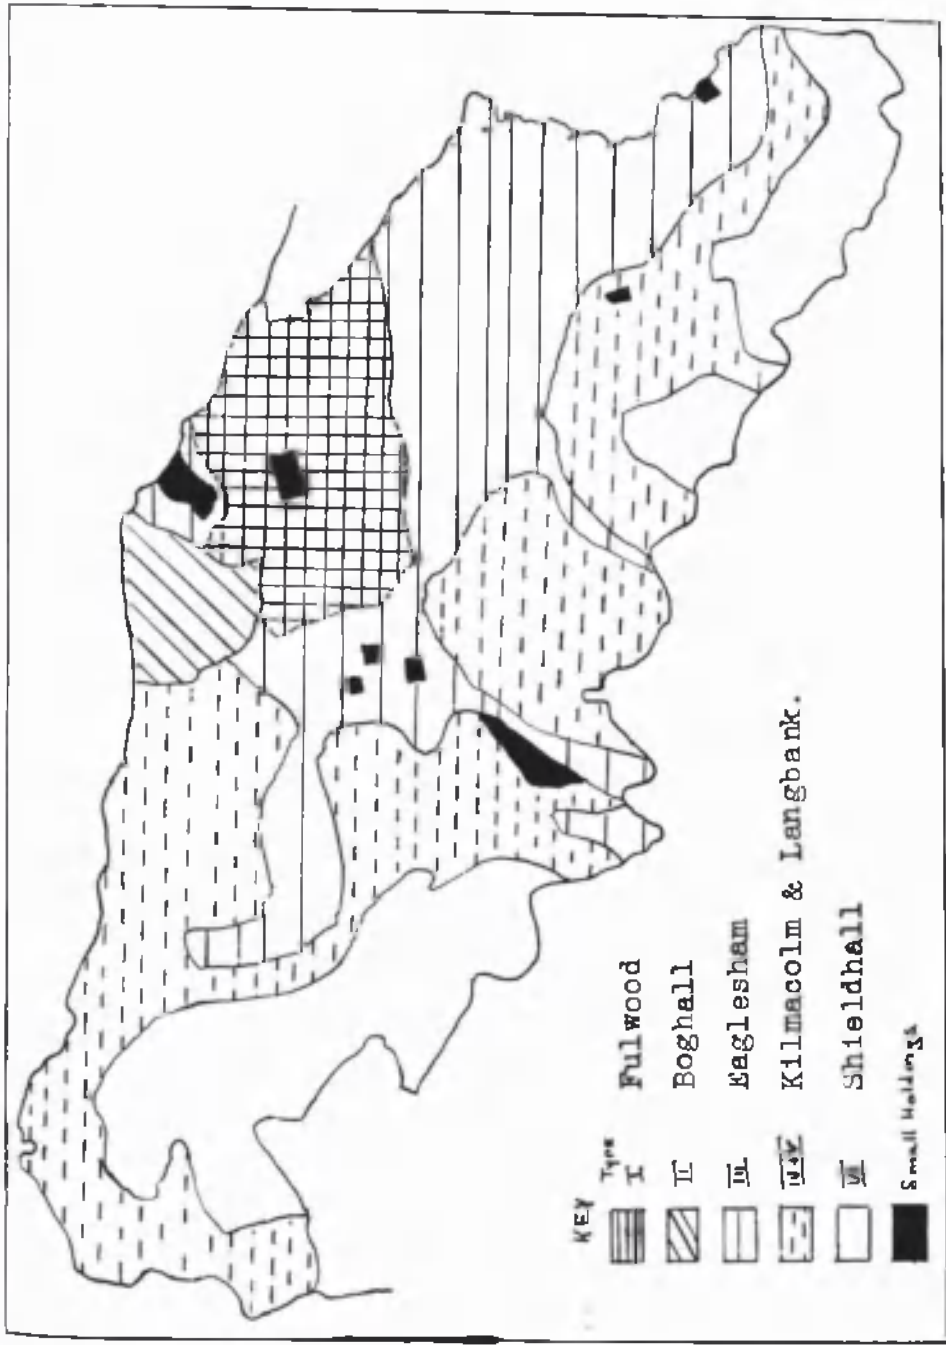 KEY
Type
I Fulwood
II Boghall
III Eaglesham
IV+V Kilmacolm & Langbank.
VI Shieldhall
Small Holdings